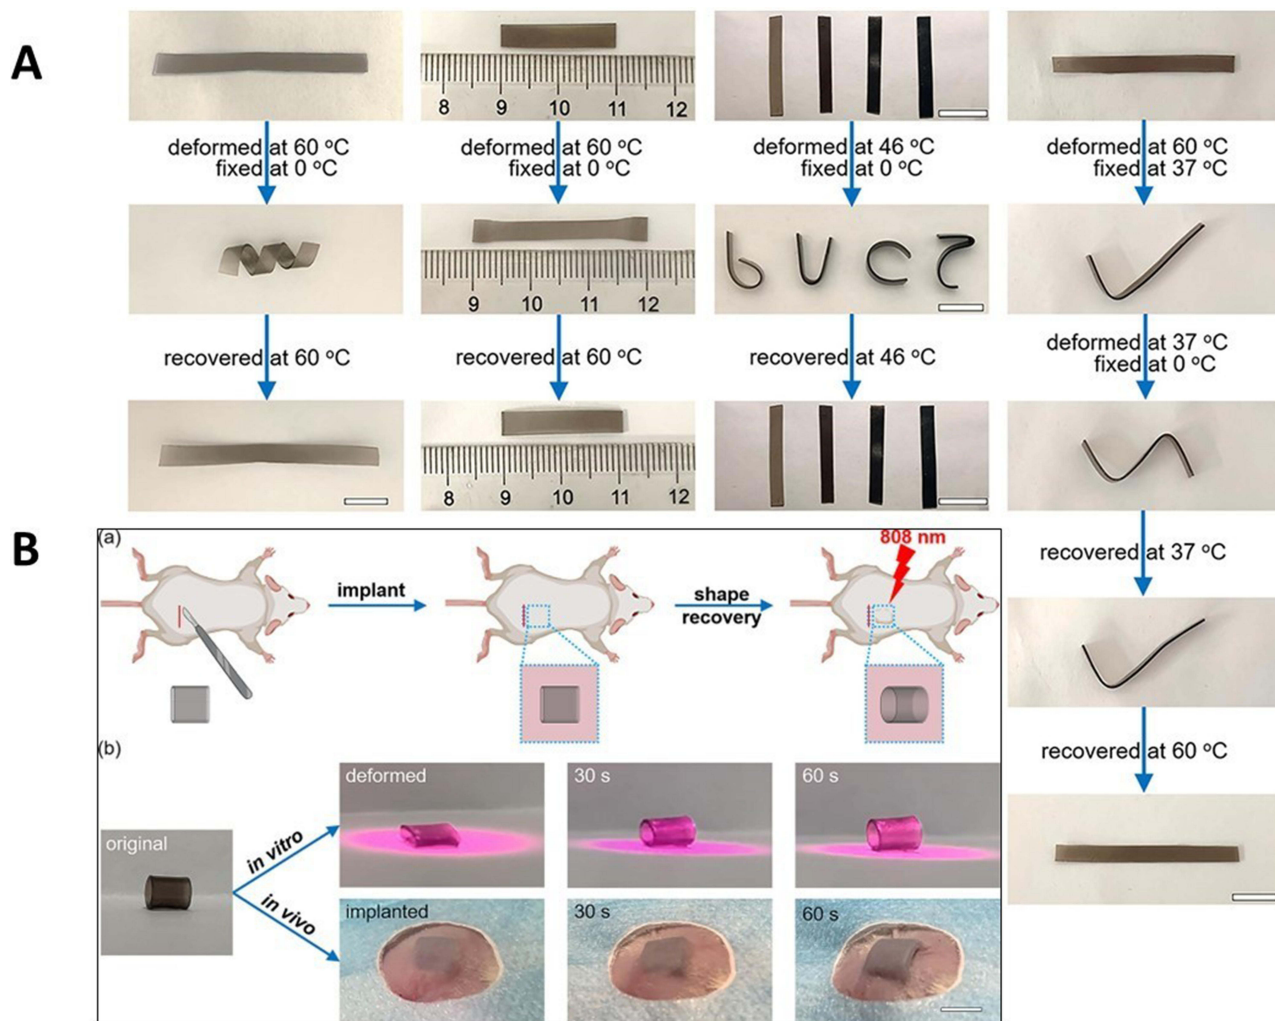 A
8 9 10 11 12
deformed at 60 °C
fixed at 0 °C
deformed at 60 °C
fixed at 0 °C
deformed at 46 °C
fixed at 0 °C
deformed at 60 °C
fixed at 37 °C
9 10 11 12
b u c t
recovered at 60 °C
recovered at 60 °C
recovered at 46 °C
deformed at 37 °C
fixed at 0 °C
8 9 10 11 12
B
(a)
implant
shape
recovery
808 nm
recovered at 37 °C
(b)
original
in vitro
in vivo
deformed
30 s
60 s
implanted
30 s
60 s
recovered at 60 °C